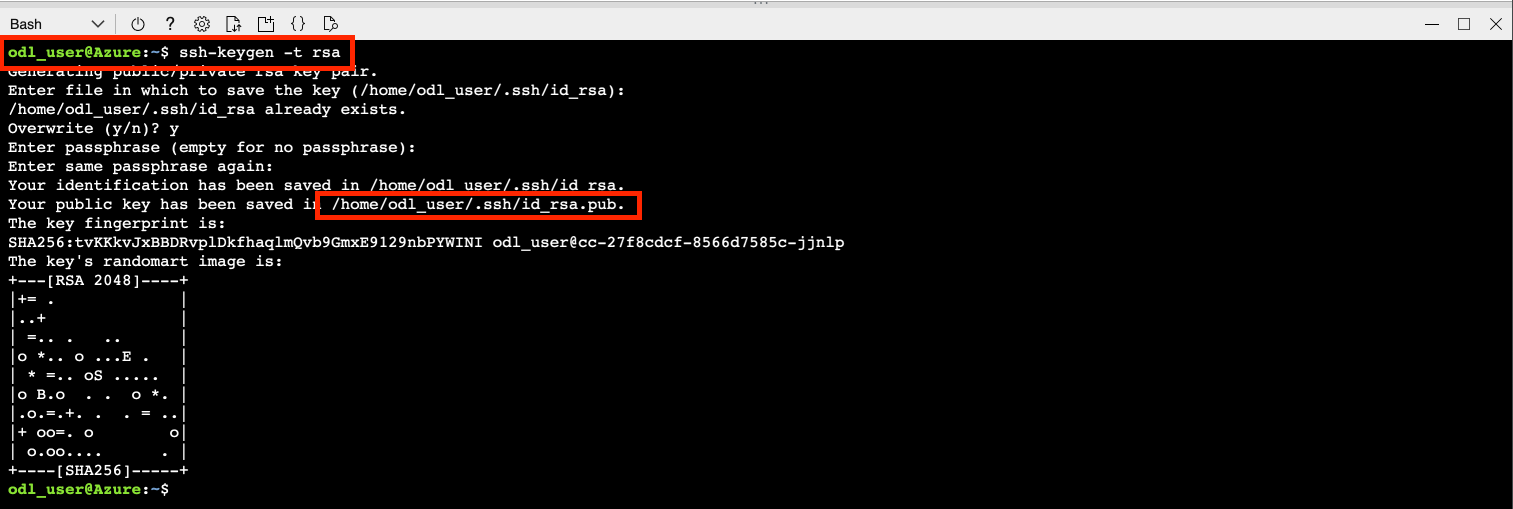 Bash
odl_user@Azure:~$ ssh-keygen -t rsa
Generating public/private rsa key pair.
Enter file in which to save the key (/home/odl_user/.ssh/id_rsa):
/home/odl_user/.ssh/id_rsa already exists.
Overwrite (y/n)? y
Enter passphrase (empty for no passphrase):
Enter same passphrase again:
Your identification has been saved in /home/odl_user/.ssh/id_rsa.
Your public key has been saved in /home/odl_user/.ssh/id_rsa.pub.
The key fingerprint is:
SHA256:tvKKkvJxBBDRvplDkfhaqlmQvb9GmxE9129nbPYWINI odl_user@cc-27f8cdcf-8566d7585c-jjnlp
The key's randomart image is:
+---[RSA 2048]----+
|+= .             |
|..+              |
| =.. .   ..      |
|o *.. o ...E .   |
| * =.. oS .....  |
|o B.o  . .  o *. |
|.o.=.+. .  . = ..|
|+ oo=. o        o|
| o.oo....      . |
+----[SHA256]-----+
odl_user@Azure:~$